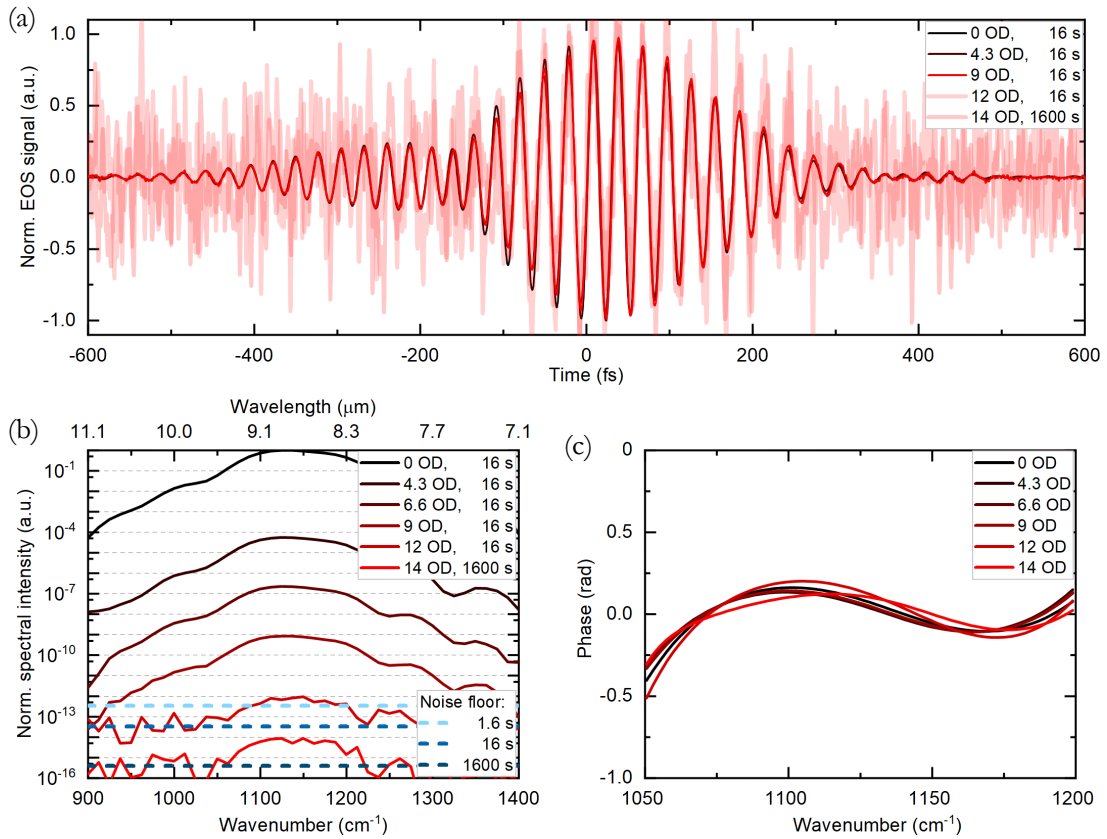 (a)
1.0
0.5
0.0
-0.5
-1.0
Norm. EOS signal (a.u.)
0 OD, 16 s
4.3 OD, 16 s
9 OD, 16 s
12 OD, 16 s
14 OD, 1600 s
-600 -400 -200 0 200 400 600
Time (fs)
(b)
Wavelength (μm)
11.1 10.0 9.1 8.3 7.7 7.1
10-1
10-4
10-7
10-10
10-13
10-16
Norm. spectral intensity (a.u.)
0 OD, 16 s
4.3 OD, 16 s
6.6 OD, 16 s
9 OD, 16 s
12 OD, 16 s
14 OD, 1600 s
Noise floor:
1.6 s
16 s
1600 s
900 1000 1100 1200 1300 1400
Wavenumber (cm-1)
(c)
0
0.5
0.0
-0.5
-1.0
Phase (rad)
0 OD
4.3 OD
6.6 OD
9 OD
12 OD
14 OD
1050 1100 1150 1200
Wavenumber (cm-1)